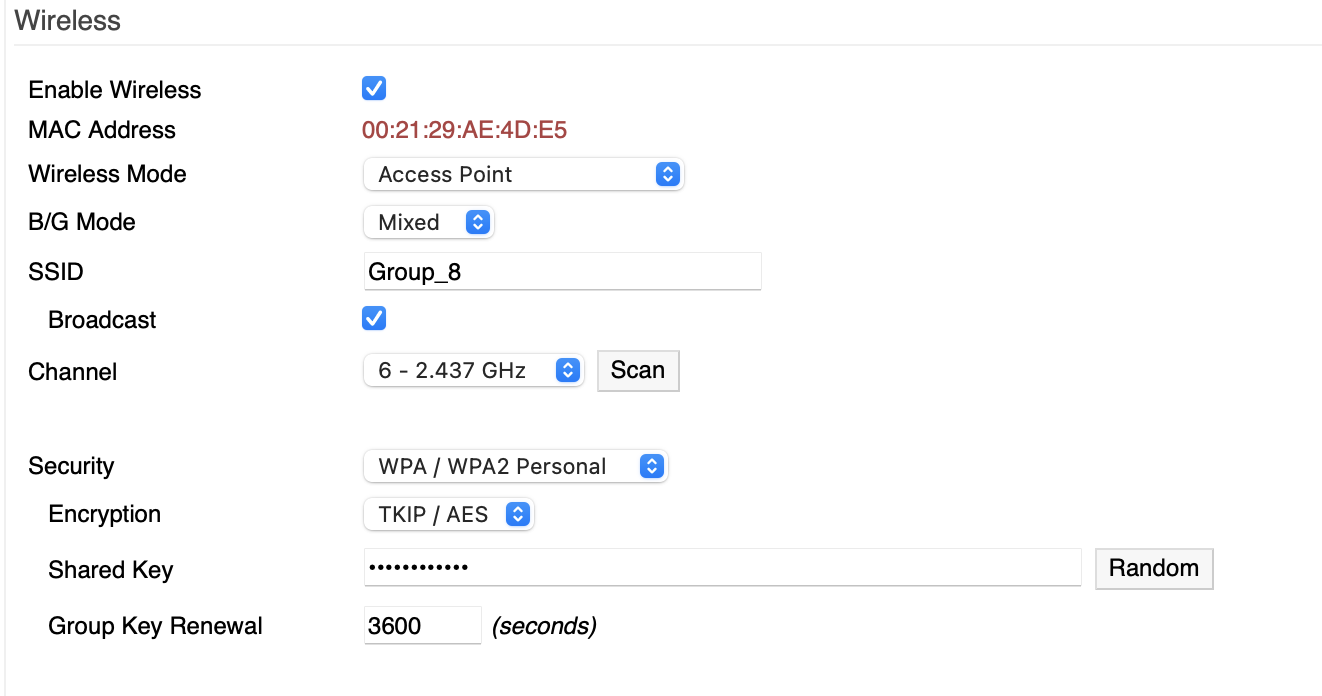 Wireless
Enable Wireless
MAC Address 00:21:29:AE:4D:E5
Wireless Mode Access Point
B/G Mode Mixed
SSID Group_8
Broadcast
Channel 6 - 2.437 GHz Scan
Security WPA / WPA2 Personal
Encryption TKIP / AES
Shared Key •••••••••••• Random
Group Key Renewal 3600 (seconds)